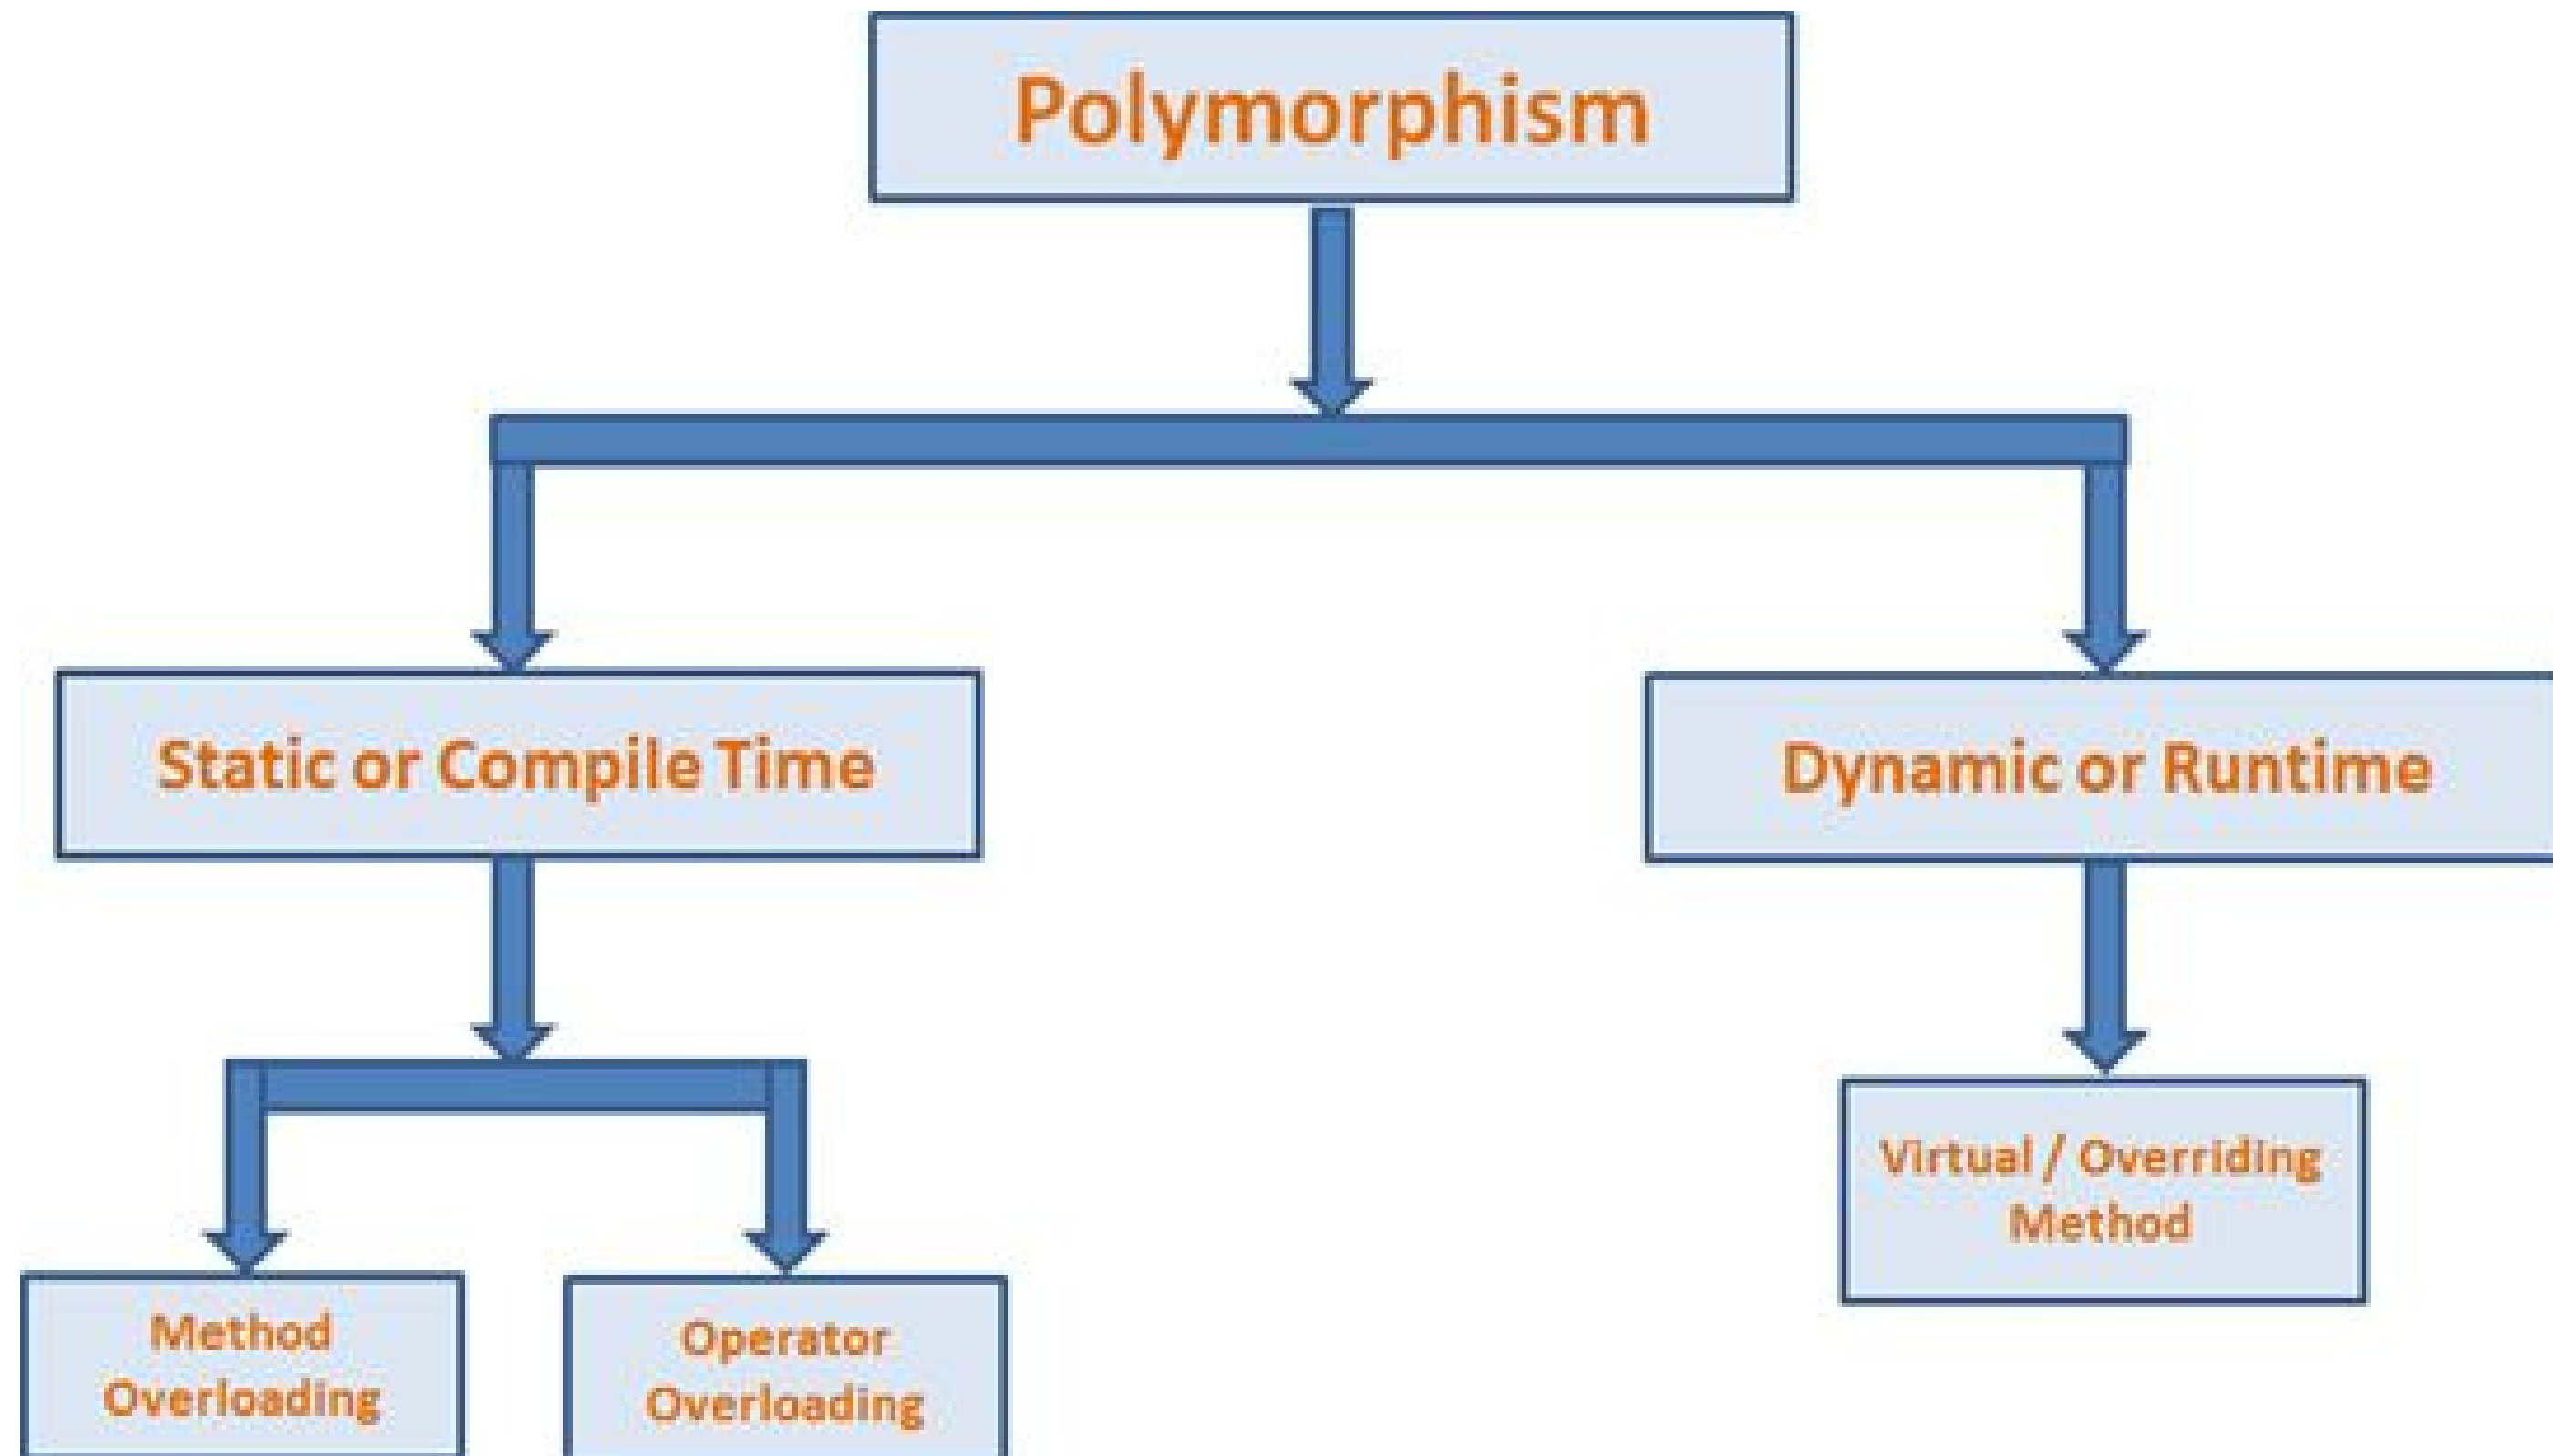 Polymorphism
Static or Compile Time
Dynamic or Runtime
Virtual / Overriding
Method
Method
Overloading
Operator
Overloading